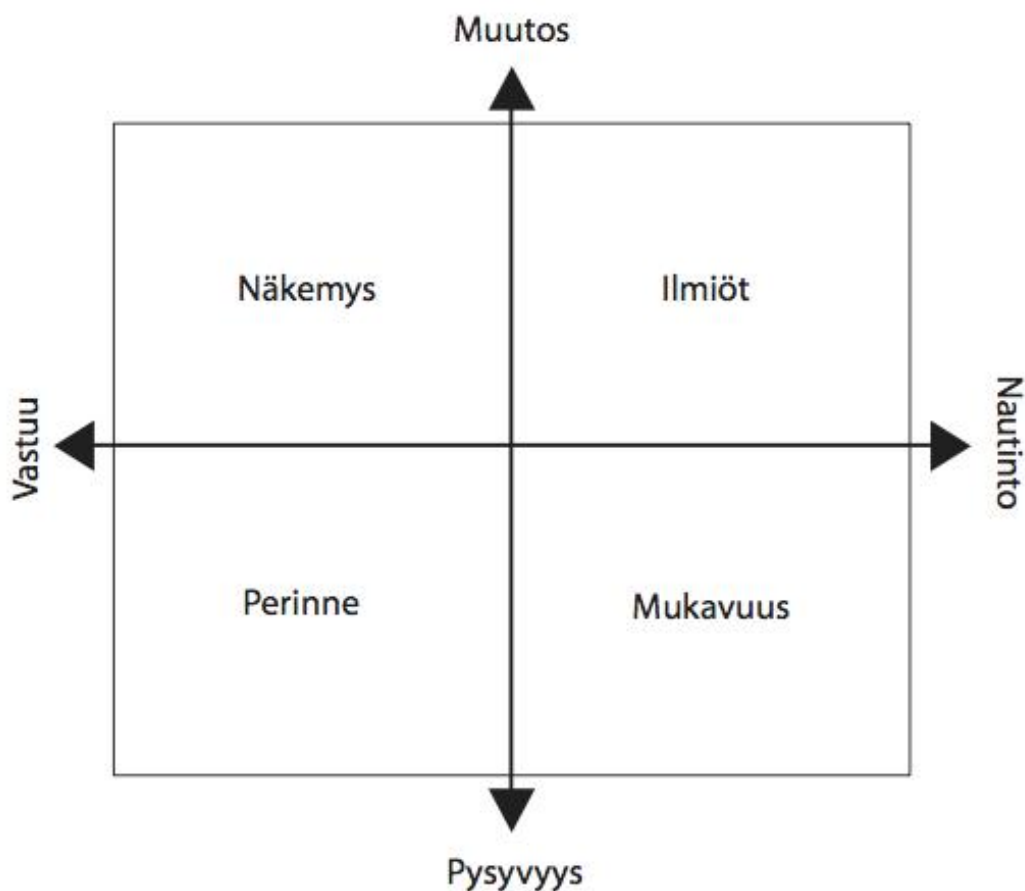 Muutos
Näkemys
Ilmiöt
Vastuu
Nautinto
Perinne
Mukavuus
Pysyvyys